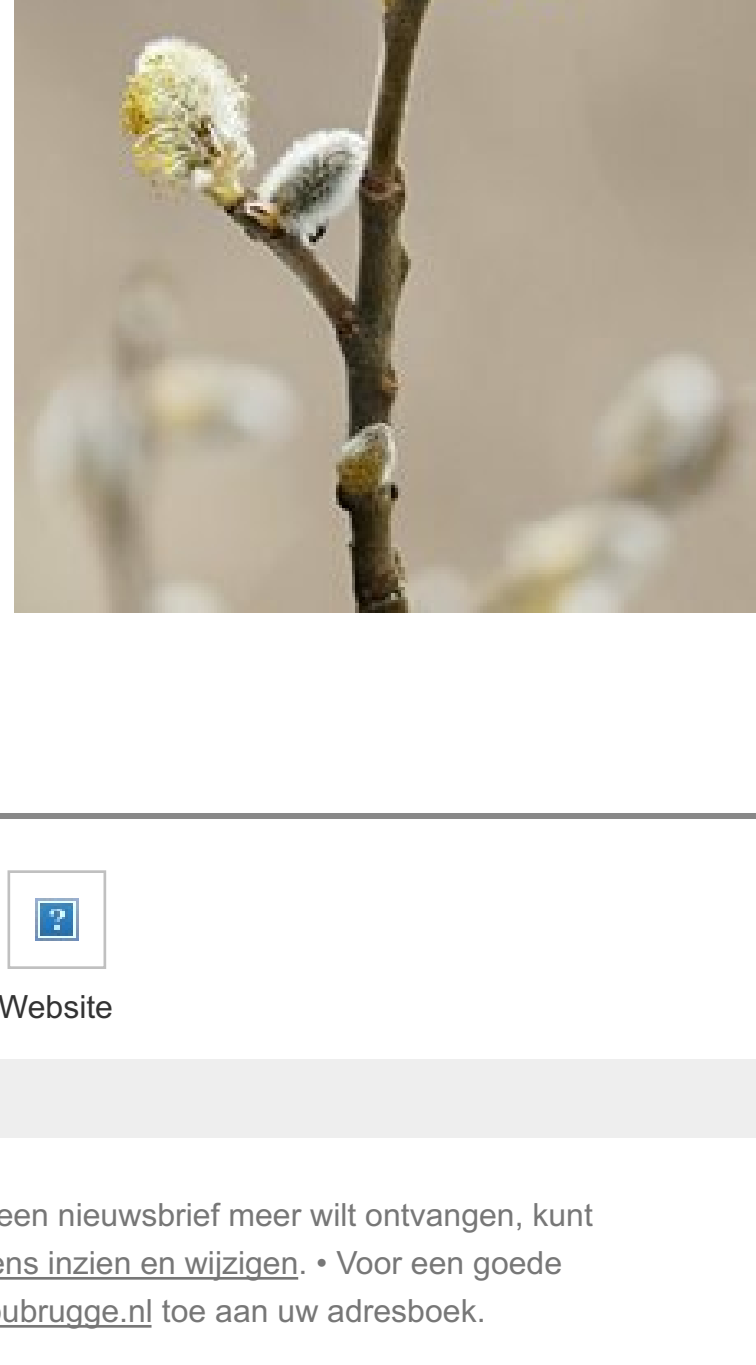 Website
een nieuwsbrief meer wilt ontvangen, kunt
ens inzien en wijzigen. • Voor een goede
oubrugge.nl toe aan uw adresboek.